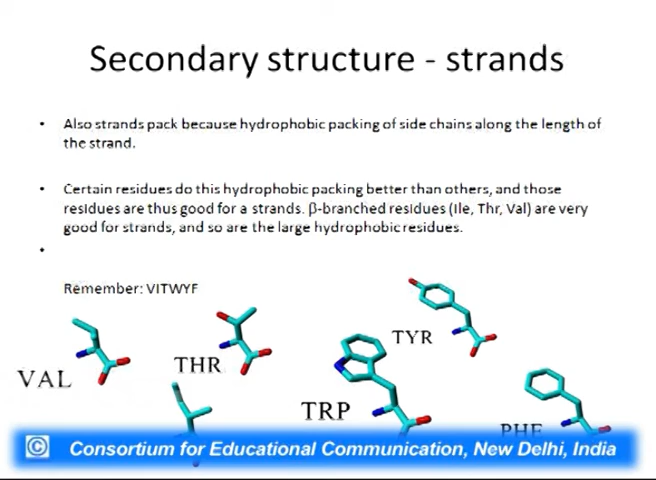 Secondary structure - strands
• Also strands pack because hydrophobic packing of side chains along the length of
the strand.
• Certain residues do this hydrophobic packing better than others, and those
residues are thus good for a strands. β-branched residues (Ile, Thr, Val) are very
good for strands, and so are the large hydrophobic residues.
•
Remember: VITWYF
TYR
THR
VAL
TRP
PHE
© Consortium for Educational Communication, New Delhi, India